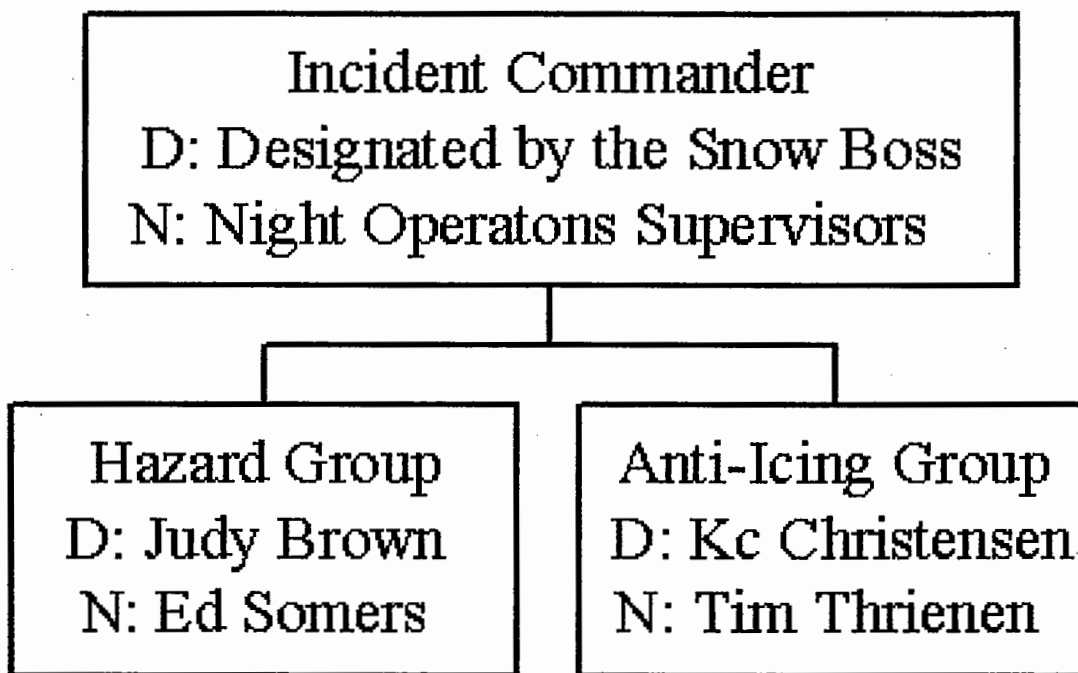 Incident Commander
D: Designated by the Snow Boss
N: Night Operatons Supervisors
Hazard Group
D: Judy Brown
N: Ed Somers
Anti-Icing Group
D: Kc Christensen
N: Tim Thrienen